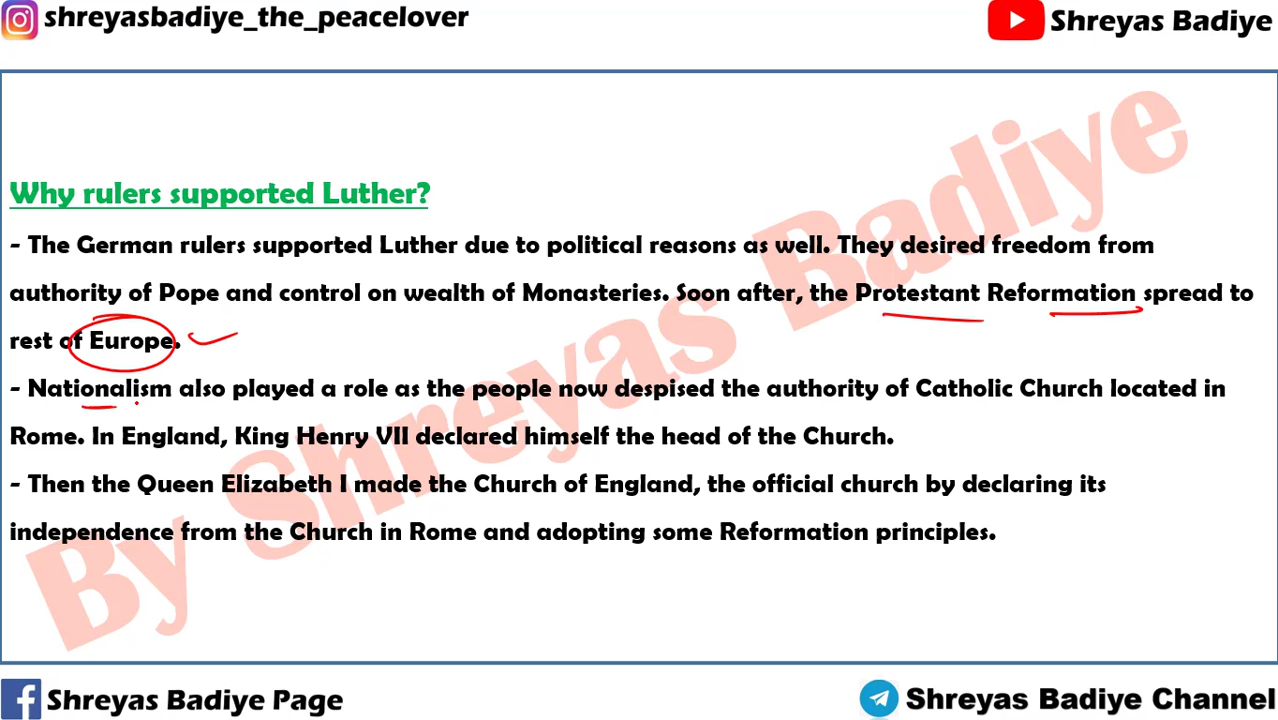 shreyasbadiye_the_peacelover
Shreyas Badiye
Why rulers supported Luther?
- The German rulers supported Luther due to political reasons as well. They desired freedom from
authority of Pope and control on wealth of Monasteries. Soon after, the Protestant Reformation spread to
rest of Europe.
- Nationalism also played a role as the people now despised the authority of Catholic Church located in
Rome. In England, King Henry VII declared himself the head of the Church.
- Then the Queen Elizabeth I made the Church of England, the official church by declaring its
independence from the Church in Rome and adopting some Reformation principles.
By Shreyas Badiye
Shreyas Badiye Page
Shreyas Badiye Channel